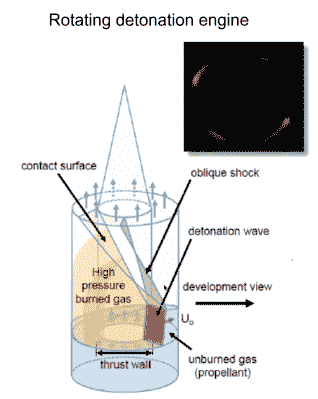 Rotating detonation engine
contact surface
oblique shock
detonation wave
High
pressure
burned gas
development view
U₀
unburned gas
(propellant)
thrust wall